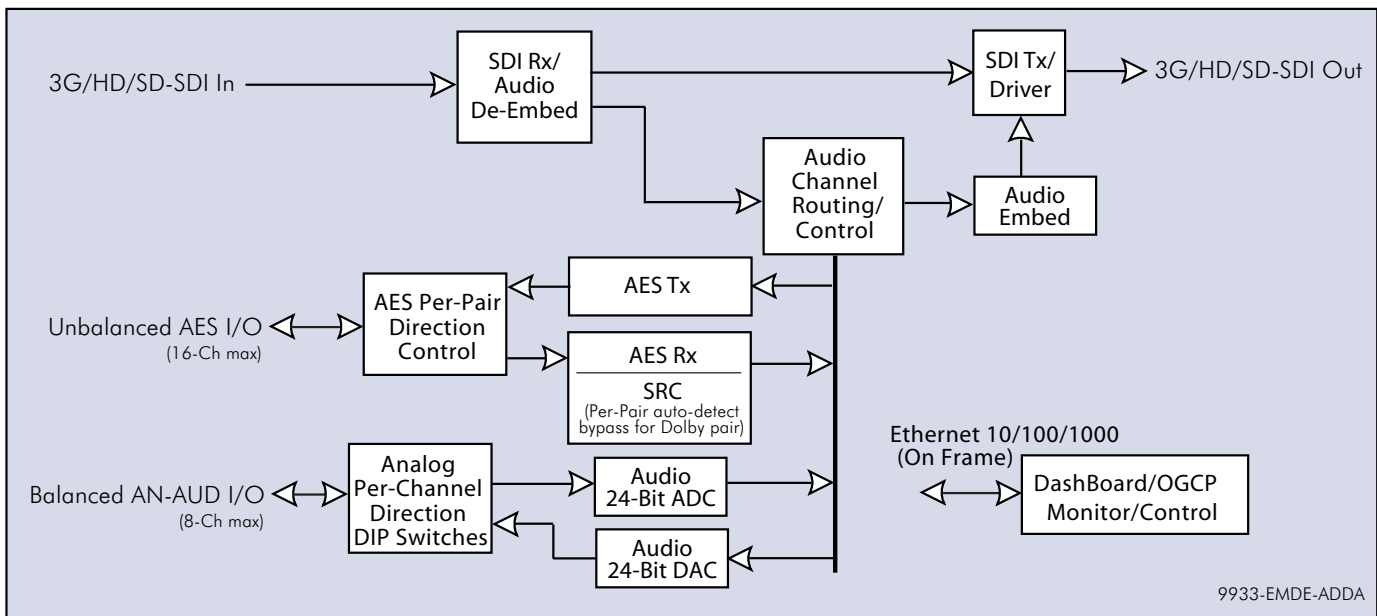 3G/HD/SD-SDI In
SDI Rx/
Audio
De-Embed
SDI Tx/
Driver
3G/HD/SD-SDI Out
Audio
Channel
Routing/
Control
Audio
Embed
Unbalanced AES I/O
(16-Ch max)
AES Per-Pair
Direction
Control
AES Tx
AES Rx
SRC
(Per-Pair auto-detect
bypass for Dolby pair)
Balanced AN-AUD I/O
(8-Ch max)
Analog
Per-Channel
Direction
DIP Switches
Audio
24-Bit ADC
Audio
24-Bit DAC
Ethernet 10/100/1000
(On Frame)
DashBoard/OGCP
Monitor/Control
9933-EMDE-ADDA